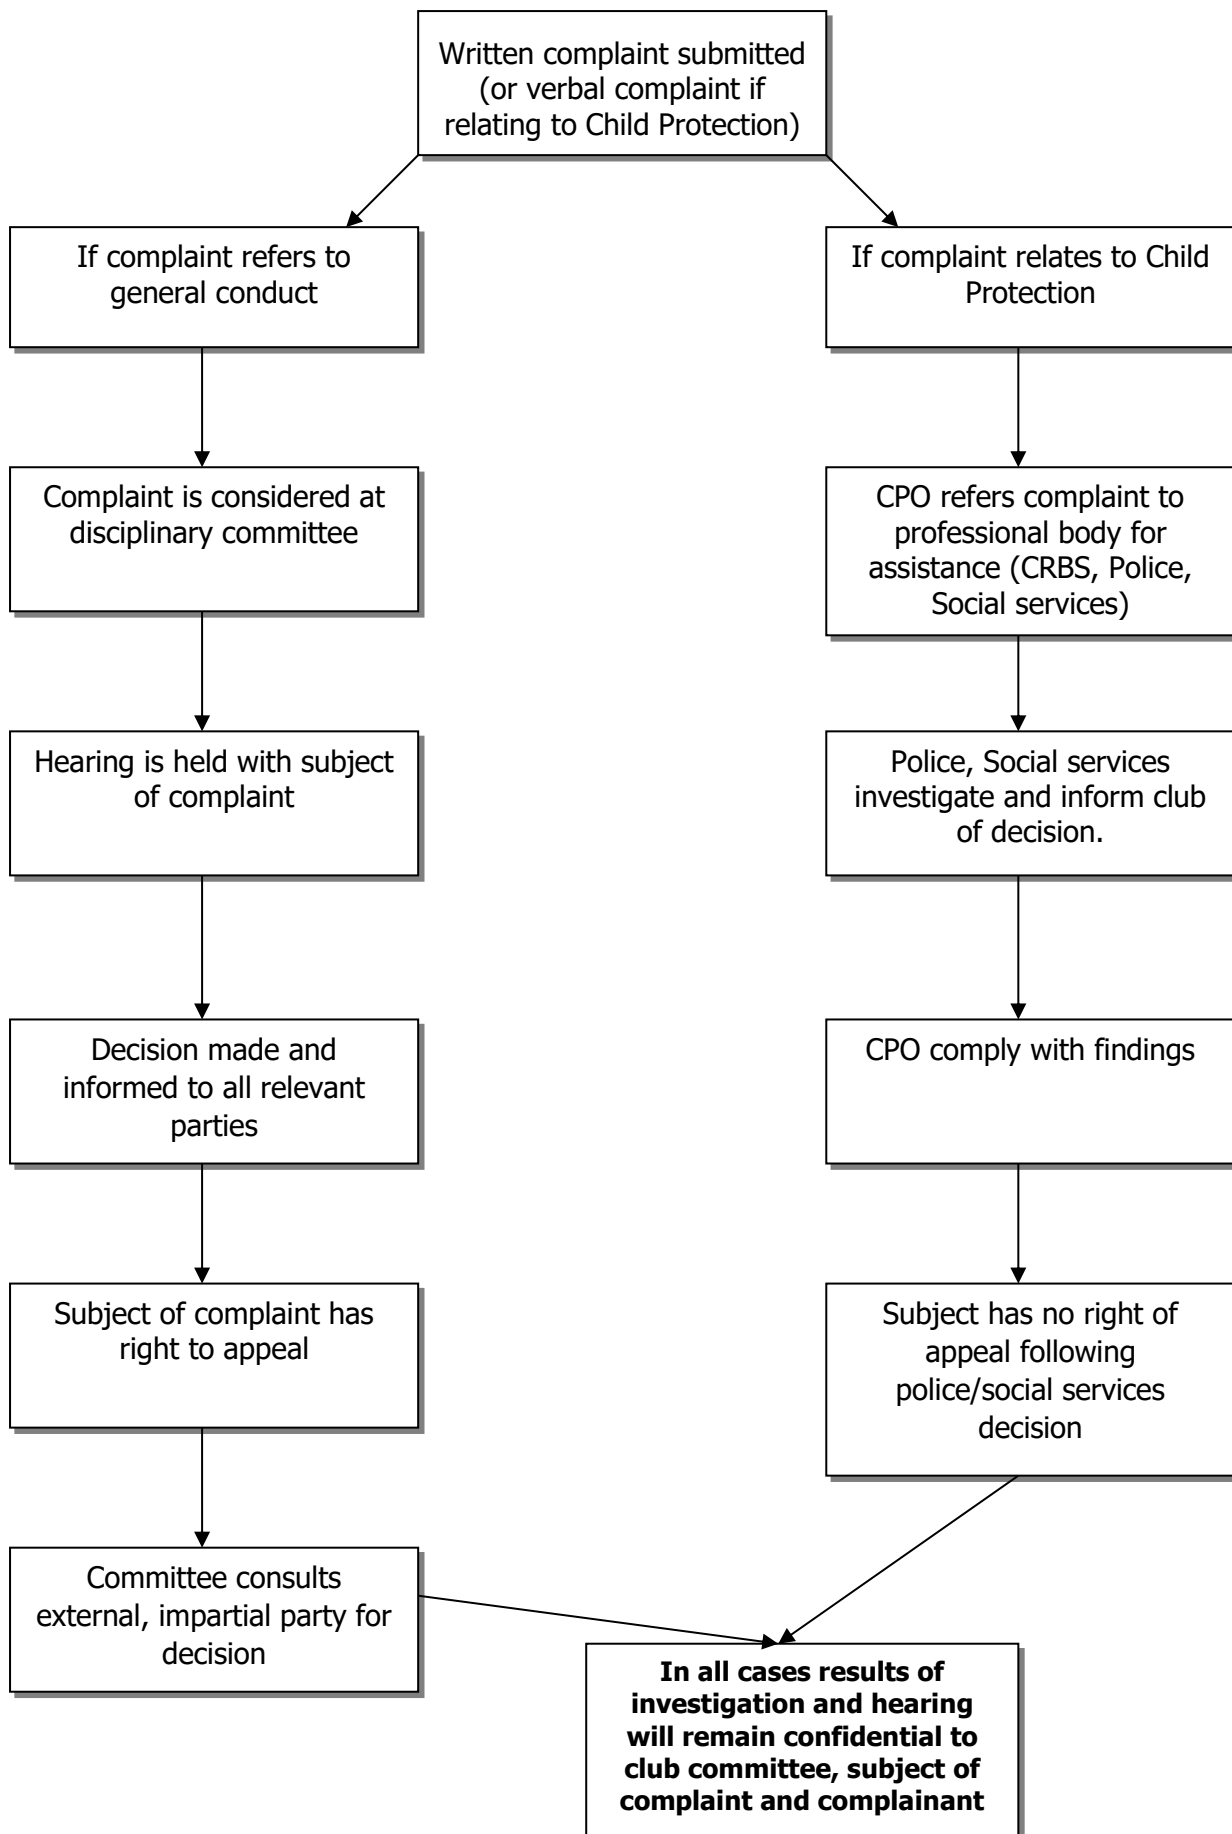 Written complaint submitted
(or verbal complaint if
relating to Child Protection)
If complaint refers to
general conduct
If complaint relates to Child
Protection
Complaint is considered at
disciplinary committee
CPO refers complaint to
professional body for
assistance (CRBS, Police,
Social services)
Hearing is held with subject
of complaint
Police, Social services
investigate and inform club
of decision.
Decision made and
informed to all relevant
parties
CPO comply with findings
Subject of complaint has
right to appeal
Subject has no right of
appeal following
police/social services
decision
Committee consults
external, impartial party for
decision
In all cases results of
investigation and hearing
will remain confidential to
club committee, subject of
complaint and complainant